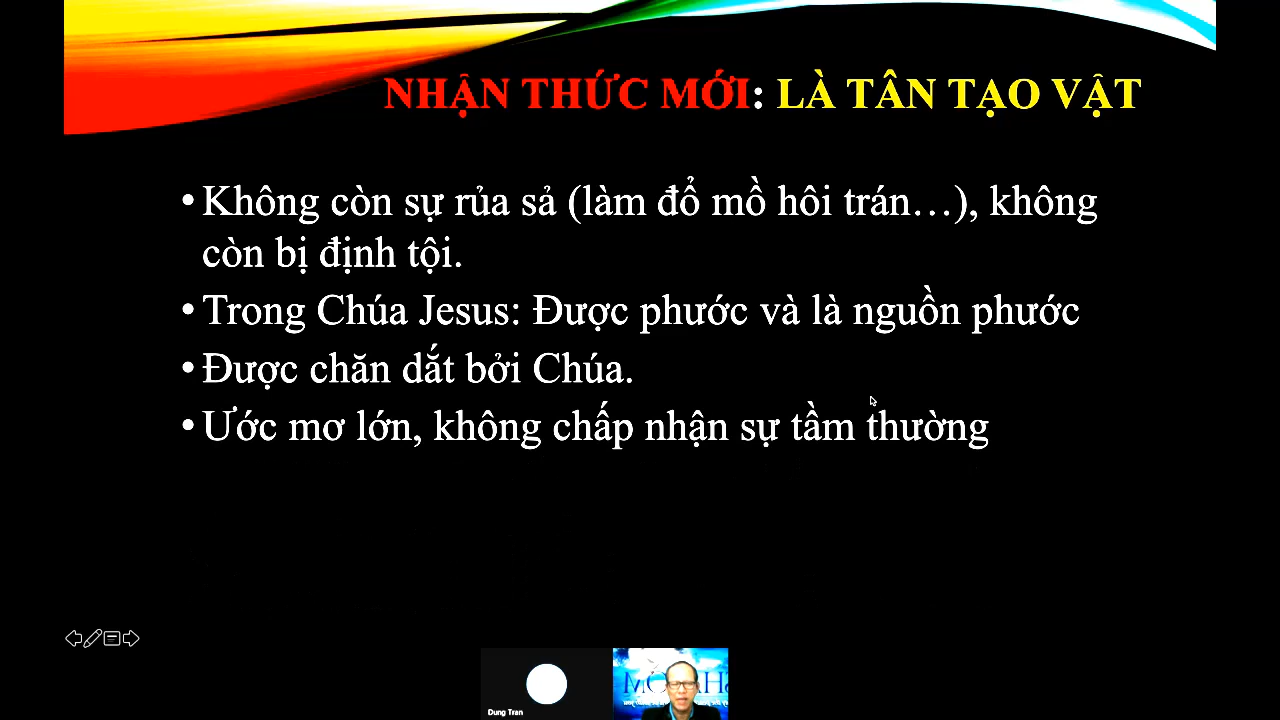 NHẬN THỨC MỚI: LÀ TÂN TẠO VẬT
• Không còn sự rủa sả (làm đổ mồ hôi trán…), không
còn bị định tội.
• Trong Chúa Jesus: Được phước và là nguồn phước
• Được chăn dắt bởi Chúa.
• Ước mơ lớn, không chấp nhận sự tầm thường
Dung Tran